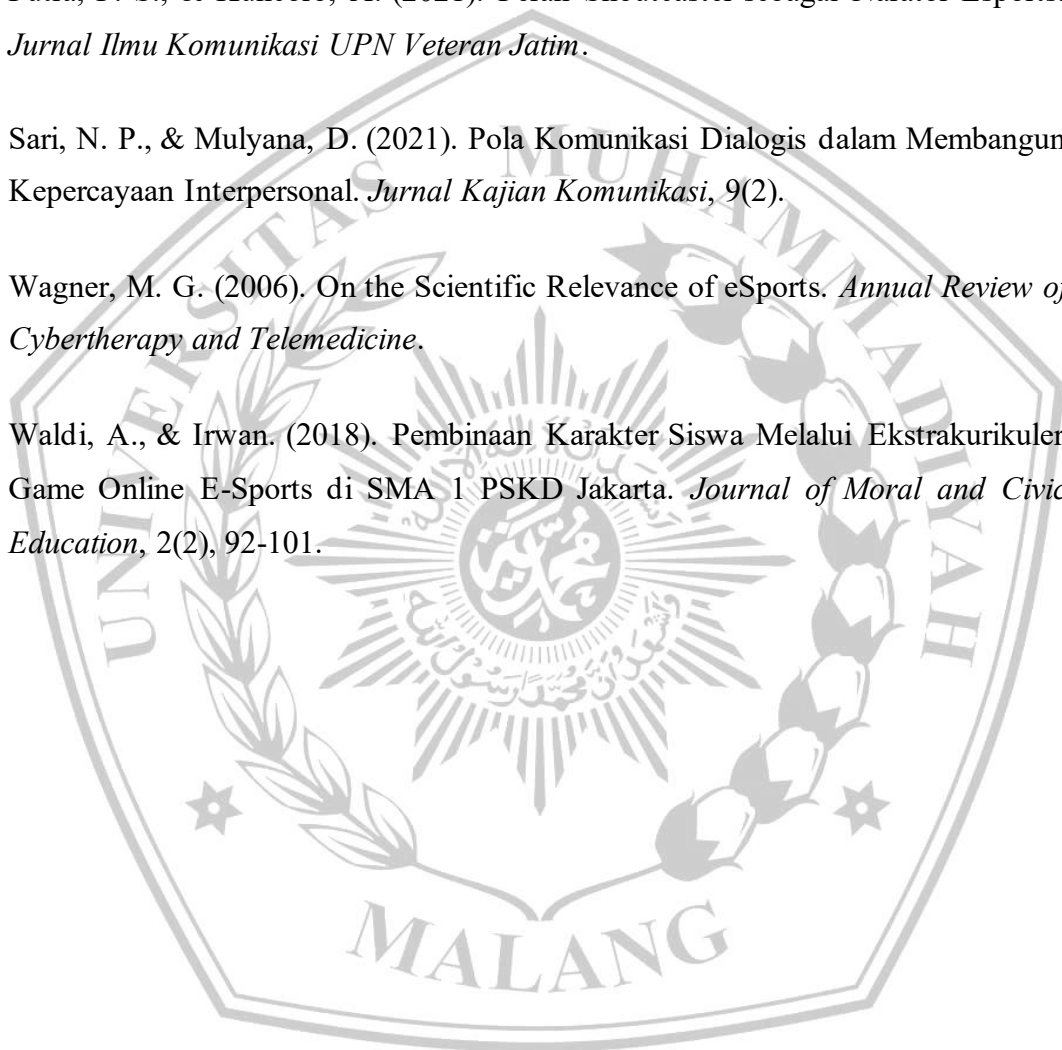 Jurnal Ilmu Komunikasi UPN Veteran Jatim.
Sari, N. P., & Mulyana, D. (2021). Pola Komunikasi Dialogis dalam Membangun
Kepercayaan Interpersonal. Jurnal Kajian Komunikasi, 9(2).
Wagner, M. G. (2006). On the Scientific Relevance of eSports. Annual Review of
Cybertherapy and Telemedicine.
Waldi, A., & Irwan. (2018). Pembinaan Karakter Siswa Melalui Ekstrakurikuler
Game Online E-Sports di SMA 1 PSKD Jakarta. Journal of Moral and Civic
Education, 2(2), 92-101.
UNIVERSITAS MUHAMMADIYAH
MALANG